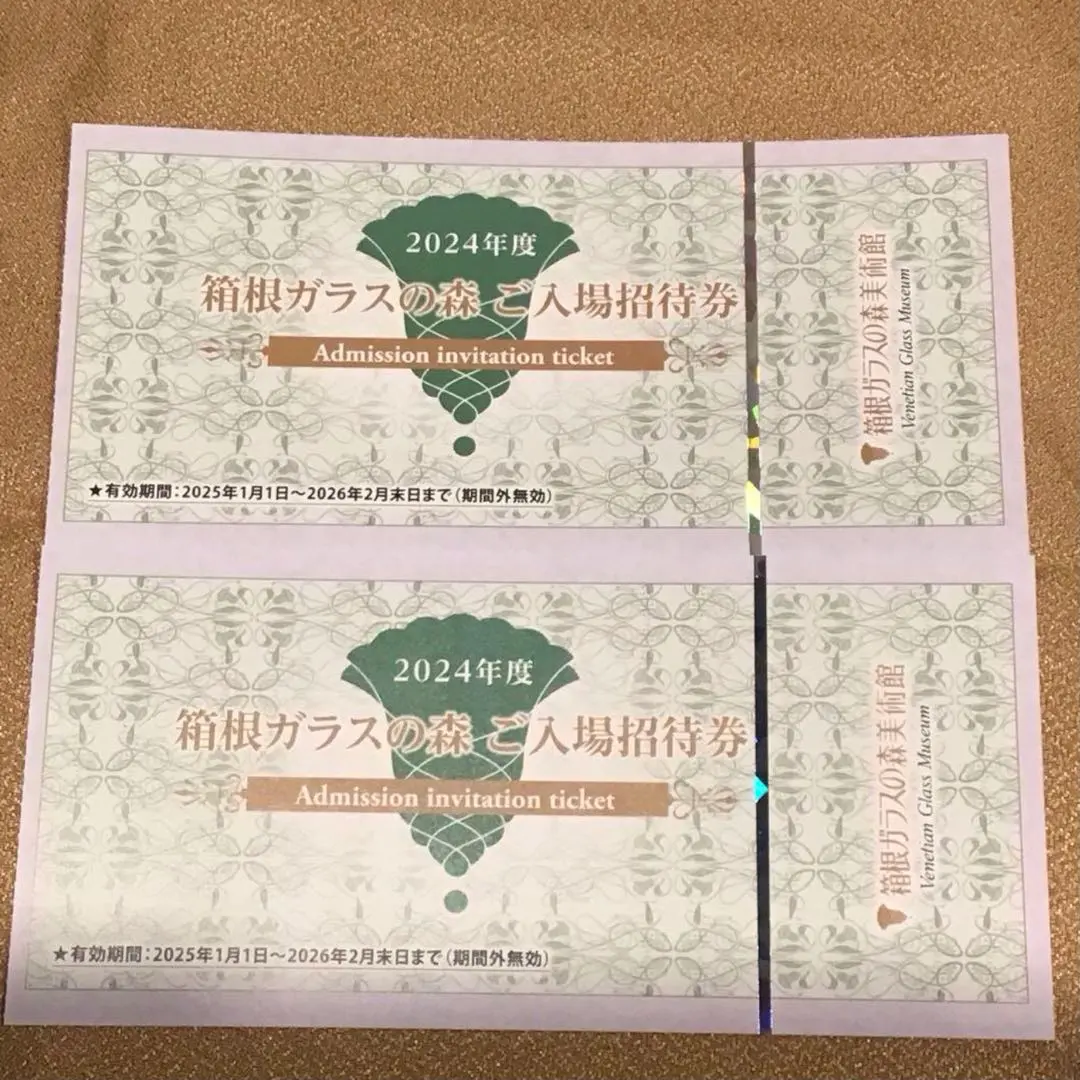 2024年度
箱根ガラスの森 ご入場招待券
Admission invitation ticket
★有効期間:2025年1月1日～2026年2月末日まで(期間外無効)
箱根ガラスの森美術館
Venetian Glass Museum
2024年度
箱根ガラスの森 ご入場招待券
Admission invitation ticket
★有効期間:2025年1月1日～2026年2月末日まで(期間外無効)
箱根ガラスの森美術館
Venetian Glass Museum